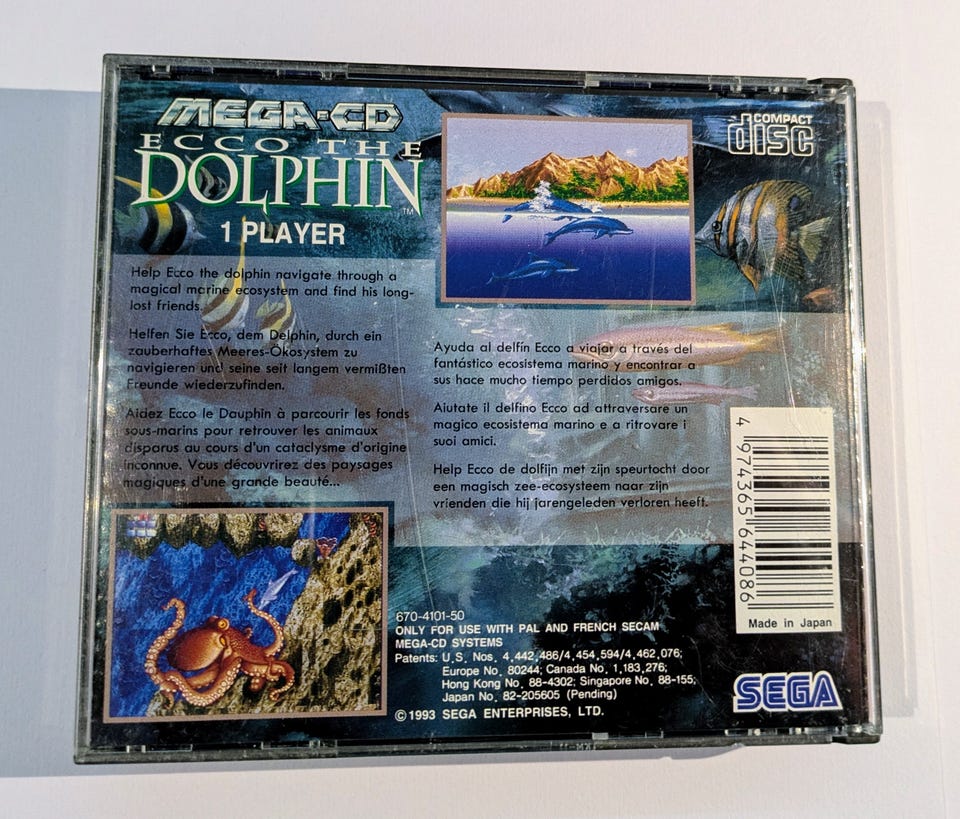 MEGA-CD
ECCO THE
DOLPHIN™
1 PLAYER
COMPACT
disc
Help Ecco the dolphin navigate through a
magical marine ecosystem and find his long-
lost friends.
Helfen Sie Ecco, dem Delphin, durch ein
zauberhaftes Meeres-Ökosystem zu
navigieren und seine seit langem vermißten
Freunde wiederzufinden.
Aidez Ecco le Dauphin à parcourir les fonds
sous-marins pour retrouver les animaux
disparus au cours d'un cataclysme d'origine
inconnue. Vous découvrirez des paysages
magiques d'une grande beauté...
Ayuda al delfín Ecco a viajar a través del
fantástico ecosistema marino y encontrar a
sus hace mucho tiempo perdidos amigos.
Aiutate il delfino Ecco ad attraversare un
magico ecosistema marino e a ritrovare i
suoi amici.
Help Ecco de dolfijn met zijn speurtocht door
een magisch zee-ecosysteem naar zijn
vrienden die hij jarengeleden verloren heeft.
4 974365 644086
Made in Japan
670-4101-50
ONLY FOR USE WITH PAL AND FRENCH SECAM
MEGA-CD SYSTEMS
Patents: U.S. Nos. 4,442,486/4,454,594/4,462,076;
Europe No. 80244; Canada No. 1,183,276;
Hong Kong No. 88-4302; Singapore No. 88-155;
Japan No. 82-205605 (Pending)
©1993 SEGA ENTERPRISES, LTD.
SEGA